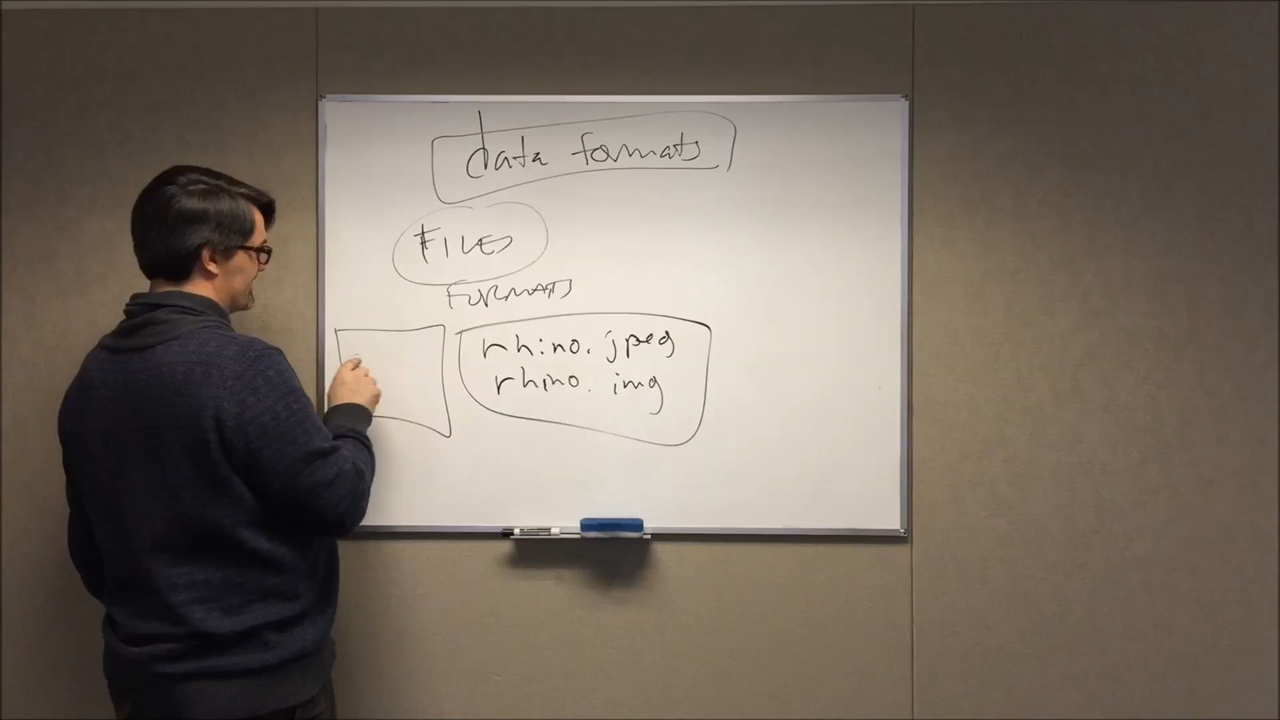 data formats
FILES
FORMATS
rhino.jpeg
rhino. img